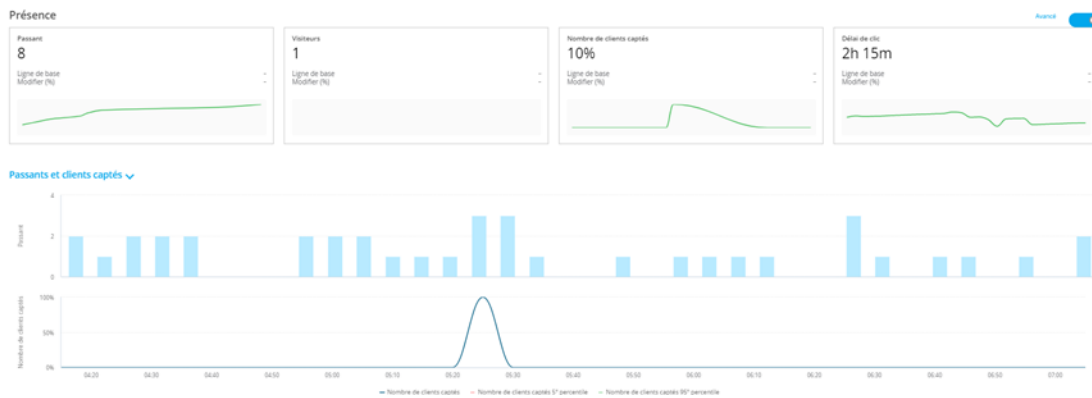 Présence
Avancé
Passant
8
Ligne de base -
Modifier (%) -
Visiteurs
1
Ligne de base -
Modifier (%) -
Nombre de clients captés
10%
Ligne de base -
Modifier (%) -
Délai de clic
2h 15m
Ligne de base -
Modifier (%) -
Passants et clients captés
Passant
4
2
0
Nombre de clients captés
100%
50%
0%
04:20 04:30 04:40 04:50 05:00 05:10 05:20 05:30 05:40 05:50 06:00 06:10 06:20 06:30 06:40 06:50 07:00
Nombre de clients captés Nombre de clients captés 5° percentile Nombre de clients captés 95° percentile